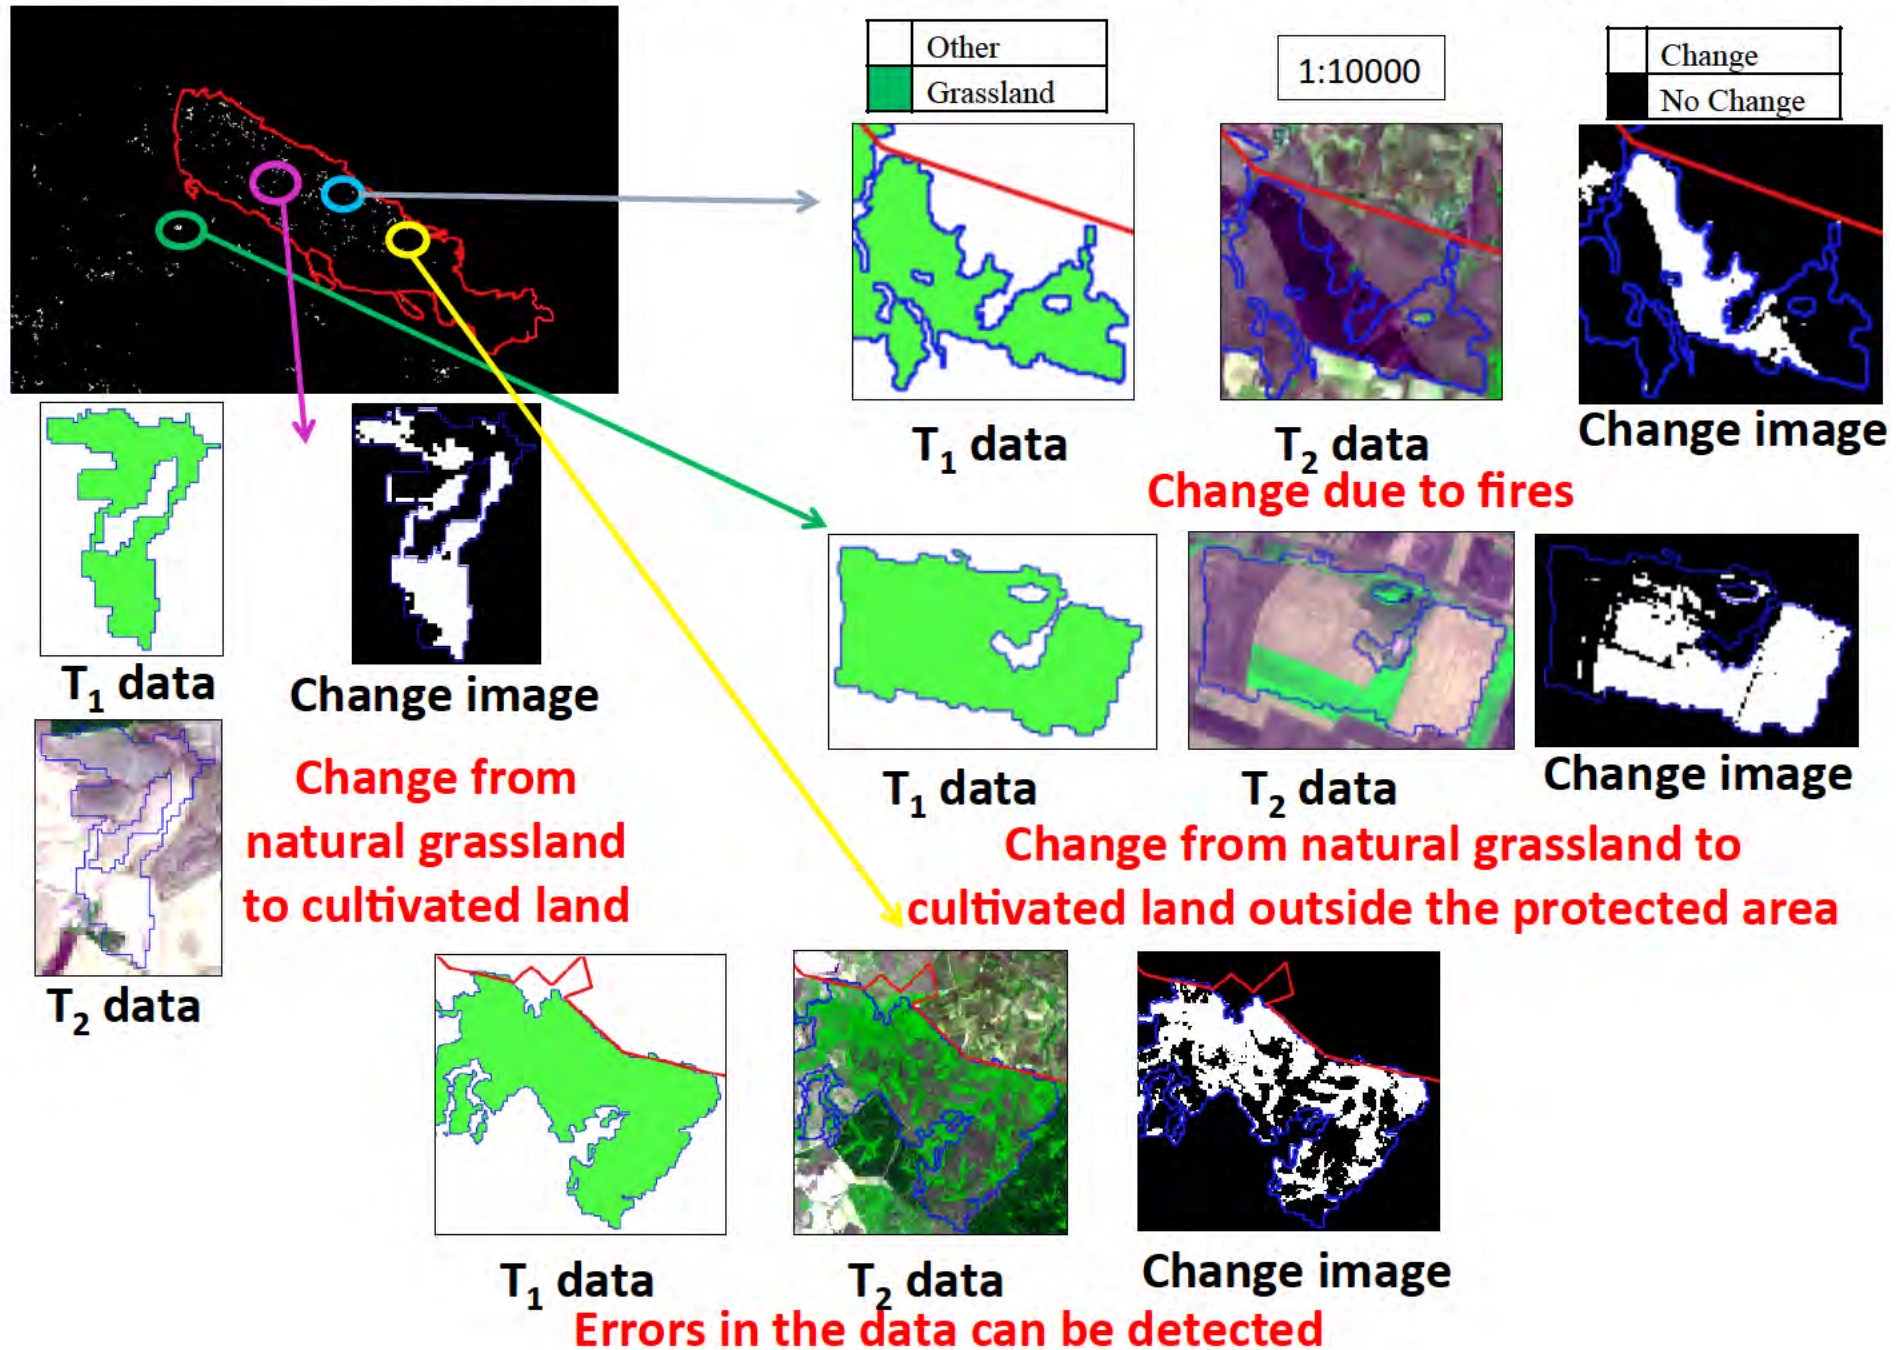 Other
Grassland
1:10000
Change
No Change
T₁ data
T₂ data
Change image
Change due to fires
T₁ data
Change image
T₂ data
Change from
natural grassland
to cultivated land
T₁ data
T₂ data
Change image
Change from natural grassland to
cultivated land outside the protected area
T₁ data
T₂ data
Change image
Errors in the data can be detected